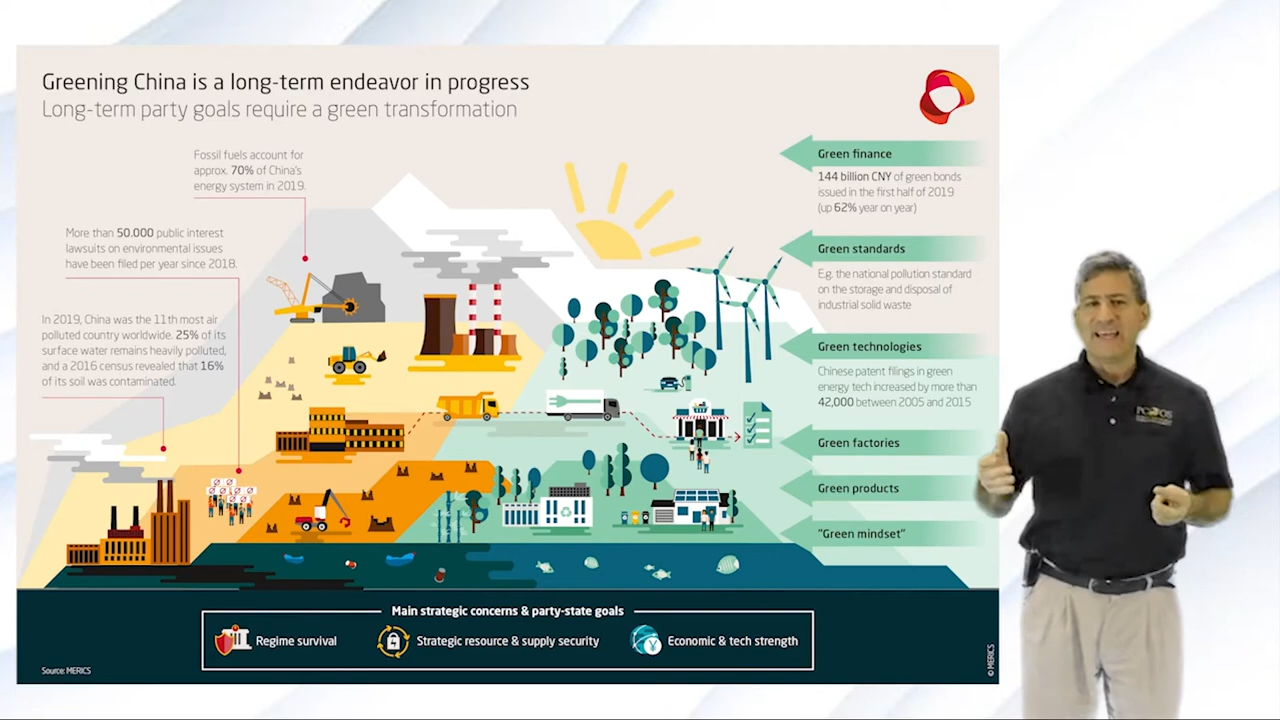 Greening China is a long-term endeavor in progress
Long-term party goals require a green transformation
Fossil fuels account for
approx. 70% of China's
energy system in 2019.
More than 50.000 public interest
lawsuits on environmental issues
have been filed per year since 2018.
In 2019, China was the 11th most air
polluted country worldwide. 25% of its
surface water remains heavily polluted,
and a 2016 census revealed that 16%
of its soil was contaminated.
Green finance
144 billion CNY of green bonds
issued in the first half of 2019
(up 62% year on year)
Green standards
E.g. the national pollution standard
on the storage and disposal of
industrial solid waste
Green technologies
Chinese patent filings in green
energy tech increased by more than
42,000 between 2005 and 2015
Green factories
Green products
"Green mindset"
Main strategic concerns & party-state goals
Regime survival
Strategic resource & supply security
Economic & tech strength
Source: MERICS
© MERICS